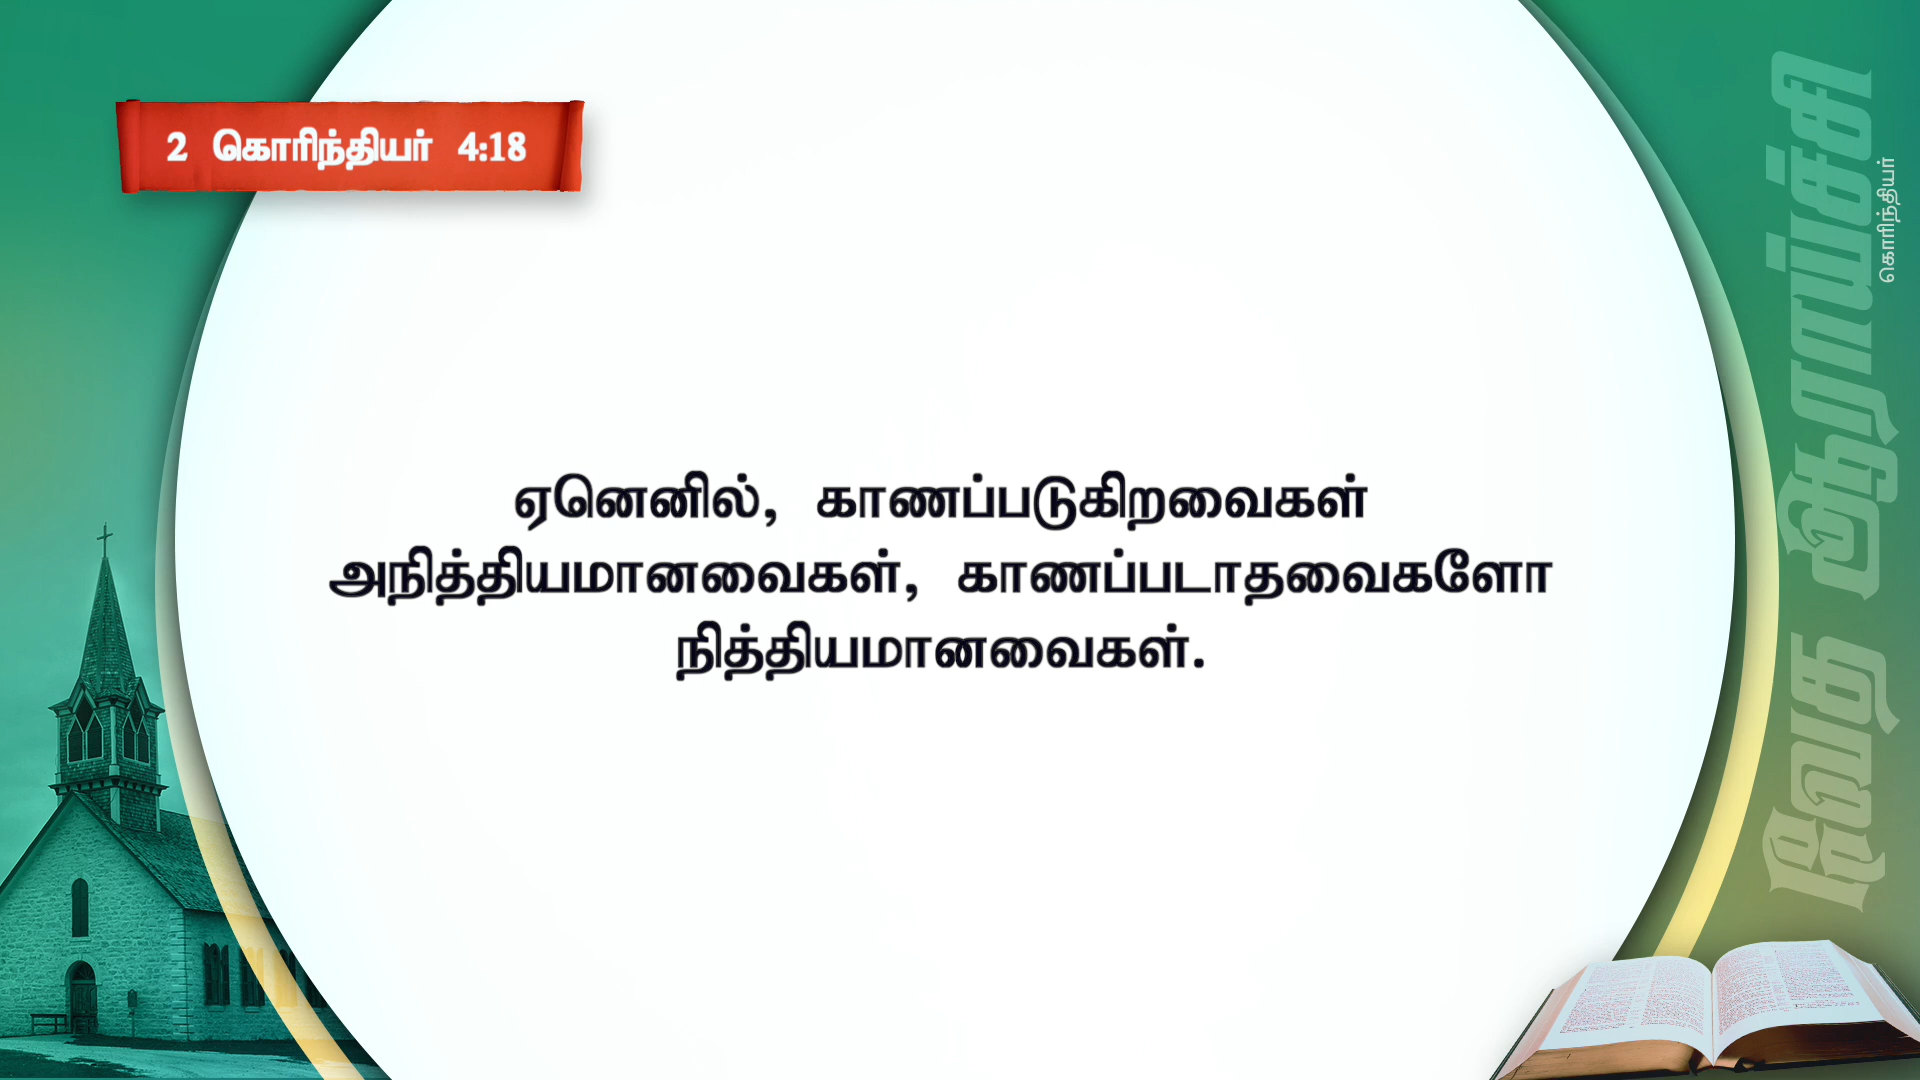 2 கொரிந்தியர் 4:18
ஏனெனில், காணப்படுகிறவைகள்
அநித்தியமானவைகள், காணப்படாதவைகளோ
நித்தியமானவைகள்.
வேத ஆராய்ச்சி
கொரிந்தியர்